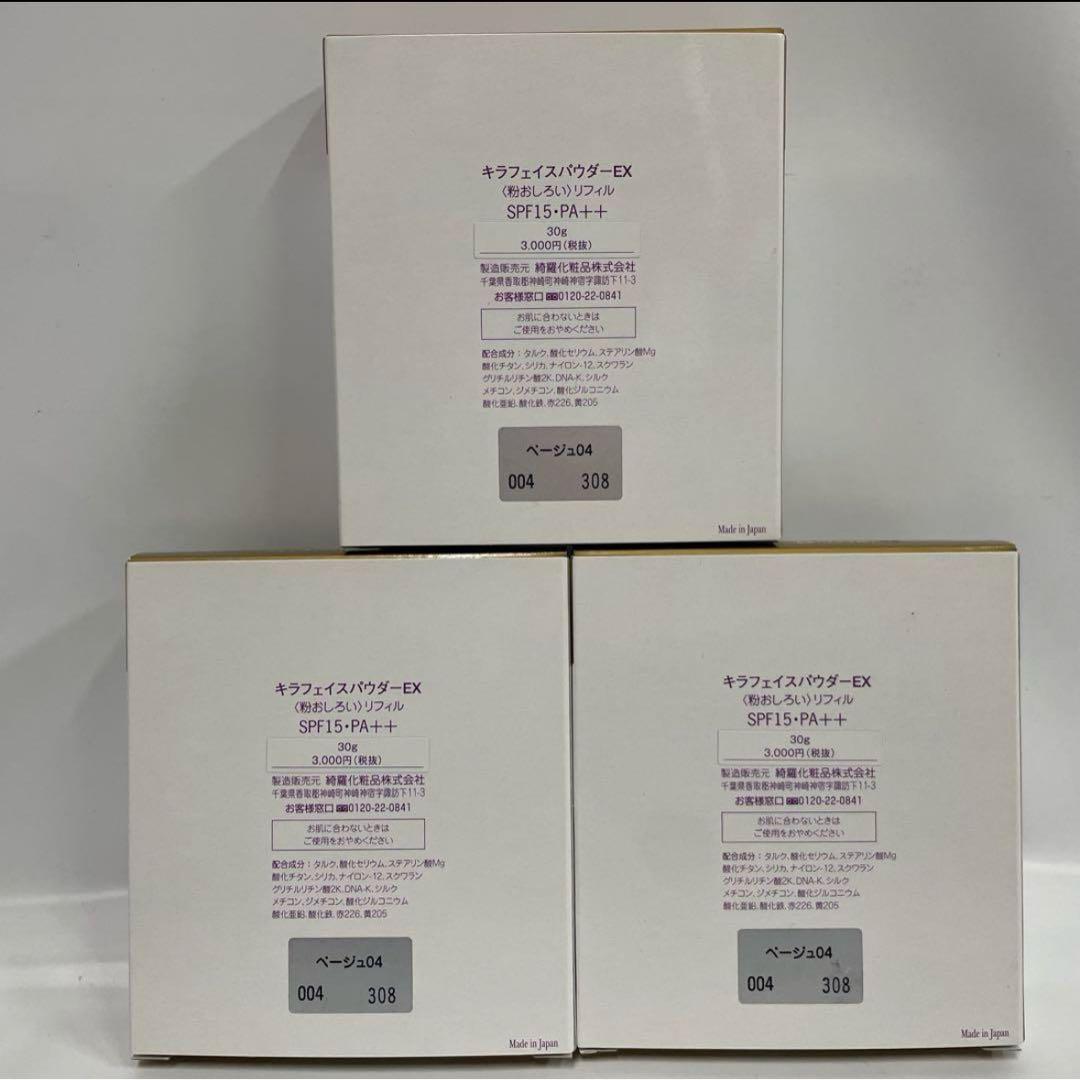 キラフェイスパウダーEX
〈粉おしろい〉リフィル
SPF15・PA++
30g
3.000円(税抜)
製造販売元 綺羅化粧品株式会社
千葉県香取郡神崎町神崎神宿字諏訪下11-3
お客様窓口 0120-22-0841
お肌に合わないときは
ご使用をおやめください
配合成分：タルク､酸化セリウム､ステアリン酸Mg
酸化チタン､シリカ､ナイロン-12､スクワラン
グリチルリチン酸2K､DNA-K､シルク
メチコン､ジメチコン､酸化ジルコニウム
酸化亜鉛､酸化鉄､赤226､黄205
ベージュ04
004 308
Made in Japan
キラフェイスパウダーEX
〈粉おしろい〉リフィル
SPF15・PA++
30g
3.000円(税抜)
製造販売元 綺羅化粧品株式会社
千葉県香取郡神崎町神崎神宿字諏訪下11-3
お客様窓口 0120-22-0841
お肌に合わないときは
ご使用をおやめください
配合成分：タルク､酸化セリウム､ステアリン酸Mg
酸化チタン､シリカ､ナイロン-12､スクワラン
グリチルリチン酸2K､DNA-K､シルク
メチコン､ジメチコン､酸化ジルコニウム
酸化亜鉛､酸化鉄､赤226､黄205
ベージュ04
004 308
Made in Japan
キラフェイスパウダーEX
〈粉おしろい〉リフィル
SPF15・PA++
30g
3.000円(税抜)
製造販売元 綺羅化粧品株式会社
千葉県香取郡神崎町神崎神宿字諏訪下11-3
お客様窓口 0120-22-0841
お肌に合わないときは
ご使用をおやめください
配合成分：タルク､酸化セリウム､ステアリン酸Mg
酸化チタン､シリカ､ナイロン-12､スクワラン
グリチルリチン酸2K､DNA-K､シルク
メチコン､ジメチコン､酸化ジルコニウム
酸化亜鉛､酸化鉄､赤226､黄205
ベージュ04
004 308
Made in Japan